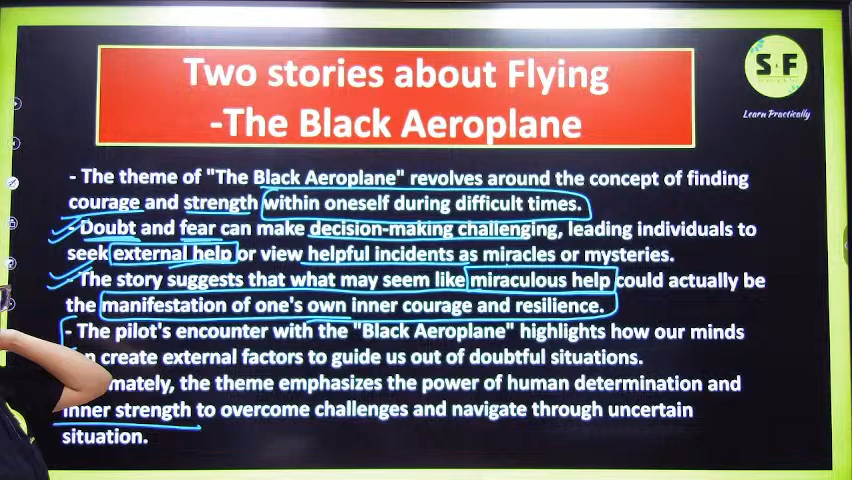 Two stories about Flying
-The Black Aeroplane
S F
Learn Practically
- The theme of "The Black Aeroplane" revolves around the concept of finding
courage and strength within oneself during difficult times.
- Doubt and fear can make decision-making challenging, leading individuals to
seek external help or view helpful incidents as miracles or mysteries.
- The story suggests that what may seem like miraculous help could actually be
the manifestation of one's own inner courage and resilience.
- The pilot's encounter with the "Black Aeroplane" highlights how our minds
create external factors to guide us out of doubtful situations.
the theme emphasizes the power of human determination and
inner strength to overcome challenges and navigate through uncertain
situation.